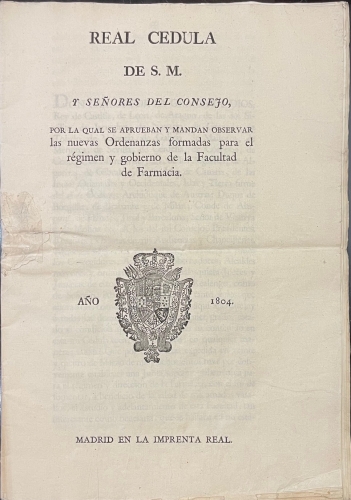 REAL CEDULA
DE S. M.
Y SEÑORES DEL CONSEJO,
POR LA QUAL SE APRUEBAN Y MANDAN OBSERVAR
las nuevas Ordenanzas formadas para el
régimen y gobierno de la Facultad
de Farmacia.
AÑO 1804.
MADRID EN LA IMPRENTA REAL.